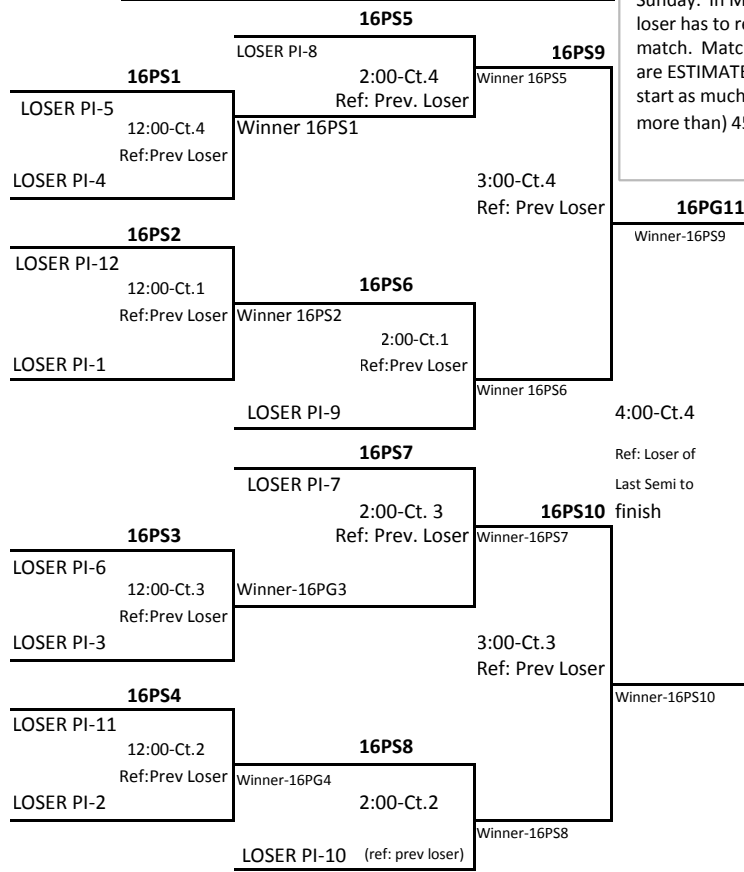 Sunday. In M
loser has to re
match. Matc
are ESTIMATE
start as much
more than) 45
16PS5
LOSER PI-8
16PS9
16PS1
2:00-Ct.4
Winner 16PS5
LOSER PI-5
Ref: Prev. Loser
12:00-Ct.4
Winner 16PS1
Ref:Prev Loser
LOSER PI-4
3:00-Ct.4
Ref: Prev Loser
16PG11
16PS2
Winner-16PS9
LOSER PI-12
12:00-Ct.1
16PS6
Ref:Prev Loser
Winner 16PS2
2:00-Ct.1
LOSER PI-1
Ref:Prev Loser
Winner 16PS6
LOSER PI-9
4:00-Ct.4
16PS7
Ref: Loser of
LOSER PI-7
Last Semi to
2:00-Ct. 3
16PS10
finish
16PS3
Ref: Prev. Loser
Winner-16PS7
LOSER PI-6
12:00-Ct.3
Winner-16PG3
Ref:Prev Loser
LOSER PI-3
3:00-Ct.3
Ref: Prev Loser
16PS4
Winner-16PS10
LOSER PI-11
12:00-Ct.2
16PS8
Ref:Prev Loser
Winner-16PG4
LOSER PI-2
2:00-Ct.2
Winner-16PS8
LOSER PI-10 (ref: prev loser)